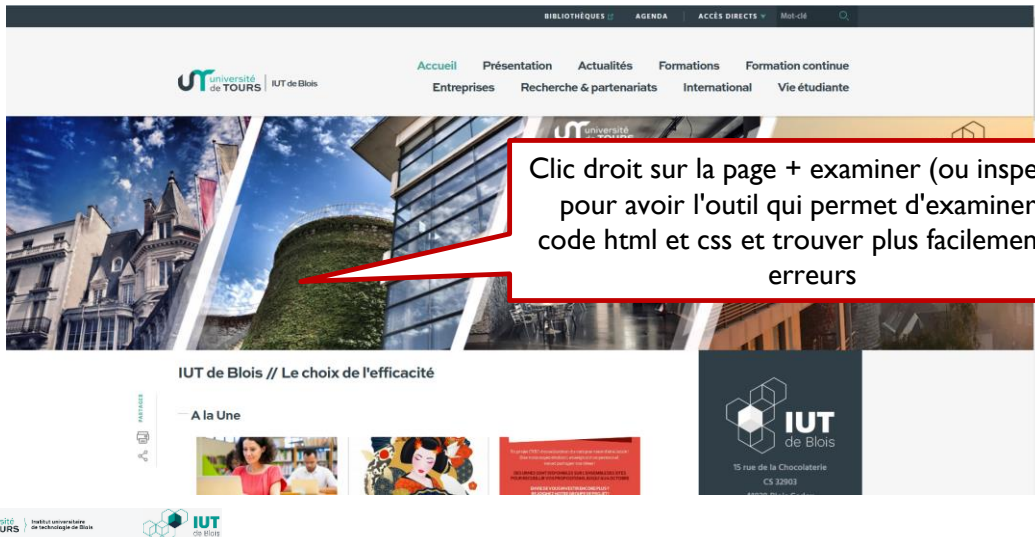 BIBLIOTHÈQUES AGENDA ACCÈS DIRECTS Mot-clé
université
de TOURS IUT de Blois
Accueil Présentation Actualités Formations Formation continue
Entreprises Recherche & partenariats International Vie étudiante
université
Clic droit sur la page + examiner (ou inspe
pour avoir l'outil qui permet d'examiner
code html et css et trouver plus facilemen
erreurs
IUT de Blois // Le choix de l'efficacité
PARTAGER
A la Une
IUT
de Blois
15 rue de la Chocolaterie
CS 32903
URS Institut universitaire
de technologie de Blois
IUT
de Blois